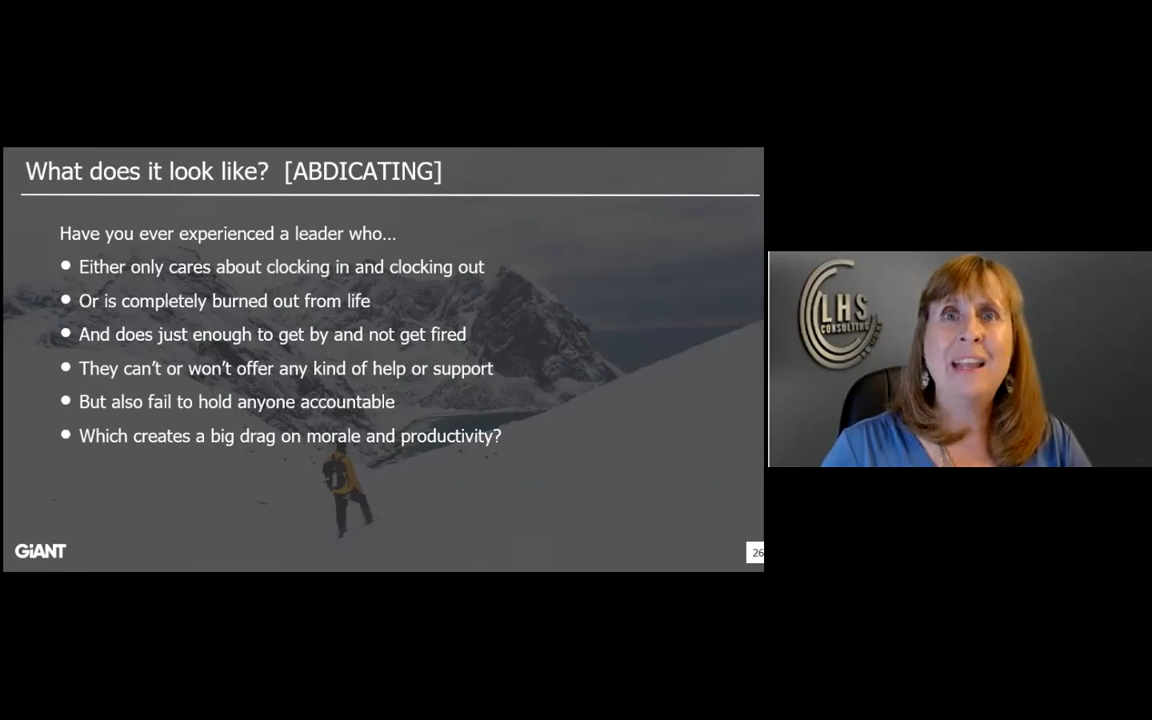 What does it look like? [ABDICATING]
Have you ever experienced a leader who...
● Either only cares about clocking in and clocking out
● Or is completely burned out from life
● And does just enough to get by and not get fired
● They can’t or won’t offer any kind of help or support
● But also fail to hold anyone accountable
● Which creates a big drag on morale and productivity?
GiANT
26
LHS
CONSULTING